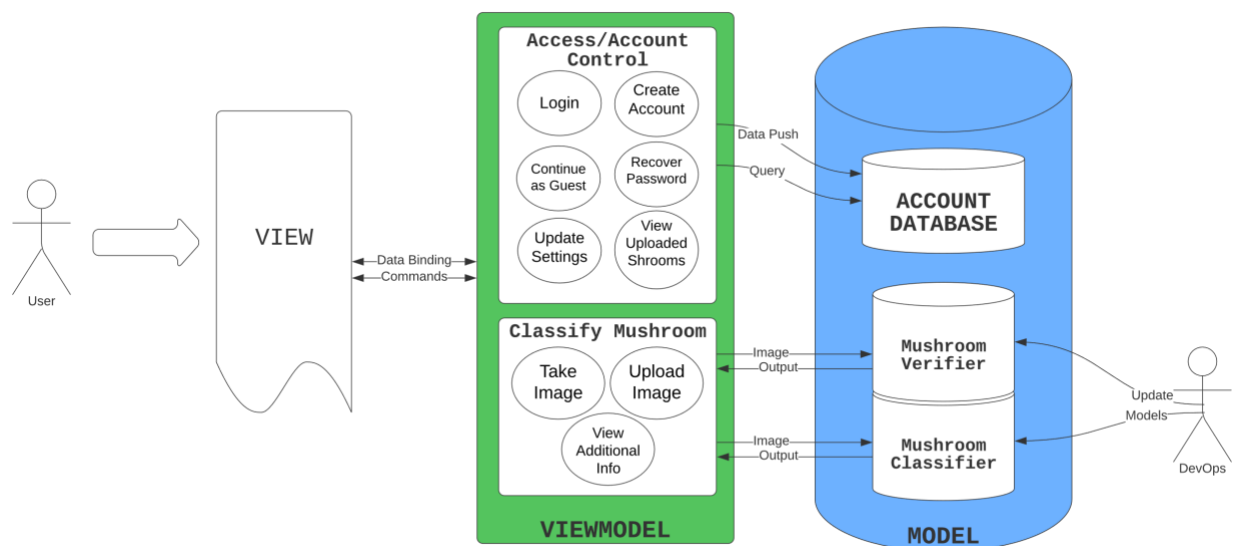 User
VIEW
Data Binding
Commands
Access/Account
Control
Login
Create
Account
Continue
as Guest
Recover
Password
Update
Settings
View
Uploaded
Shrooms
Classify Mushroom
Take
Image
Upload
Image
View
Additional
Info
VIEWMODEL
Data Push
Query
Image
Output
Image
Output
ACCOUNT
DATABASE
Mushroom
Verifier
Mushroom
Classifier
MODEL
Update
Models
DevOps